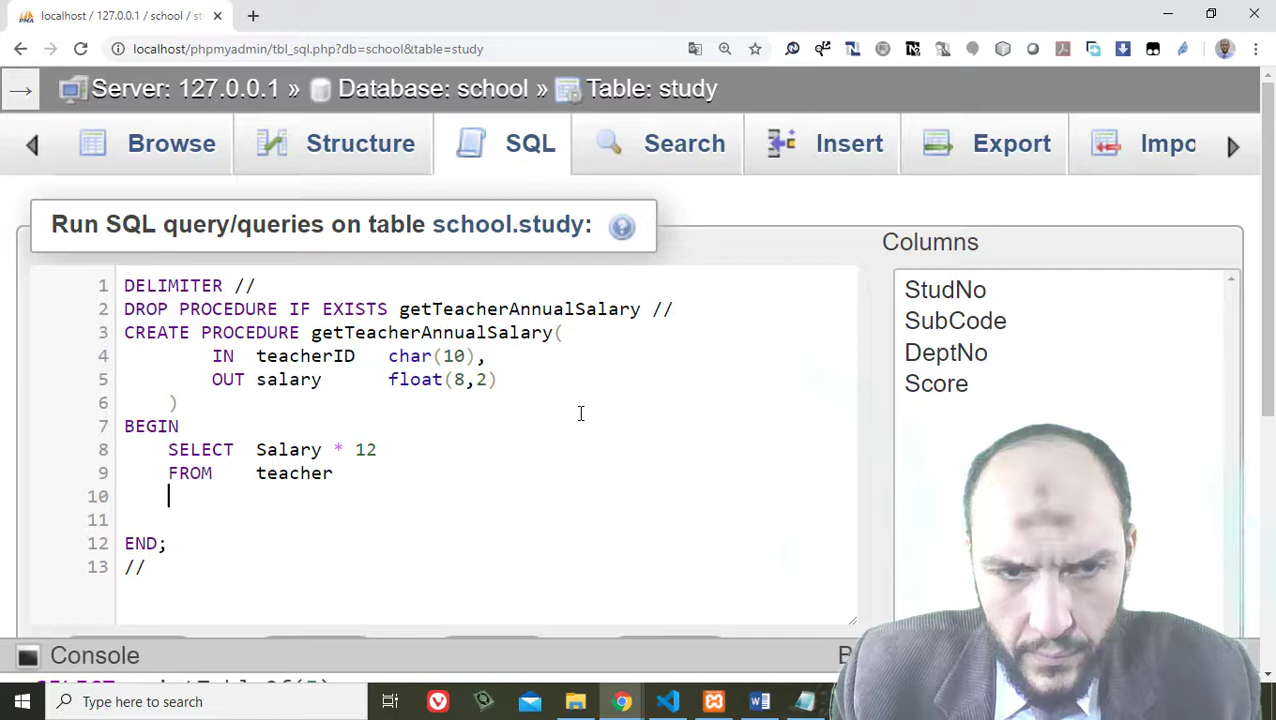 localhost / 127.0.0.1 / school / st
localhost/phpmyadmin/tbl_sql.php?db=school&table=study
Server: 127.0.0.1 » Database: school » Table: study
Browse Structure SQL Search Insert Export Impo
Run SQL query/queries on table school.study:
Columns
1 DELIMITER //
2 DROP PROCEDURE IF EXISTS getTeacherAnnualSalary //
3 CREATE PROCEDURE getTeacherAnnualSalary(
4 IN teacherID char(10),
5 OUT salary float(8,2)
6 )
7 BEGIN
8 SELECT Salary * 12
9 FROM teacher
10
11
12 END;
13 //
StudNo
SubCode
DeptNo
Score
Console
Type here to search